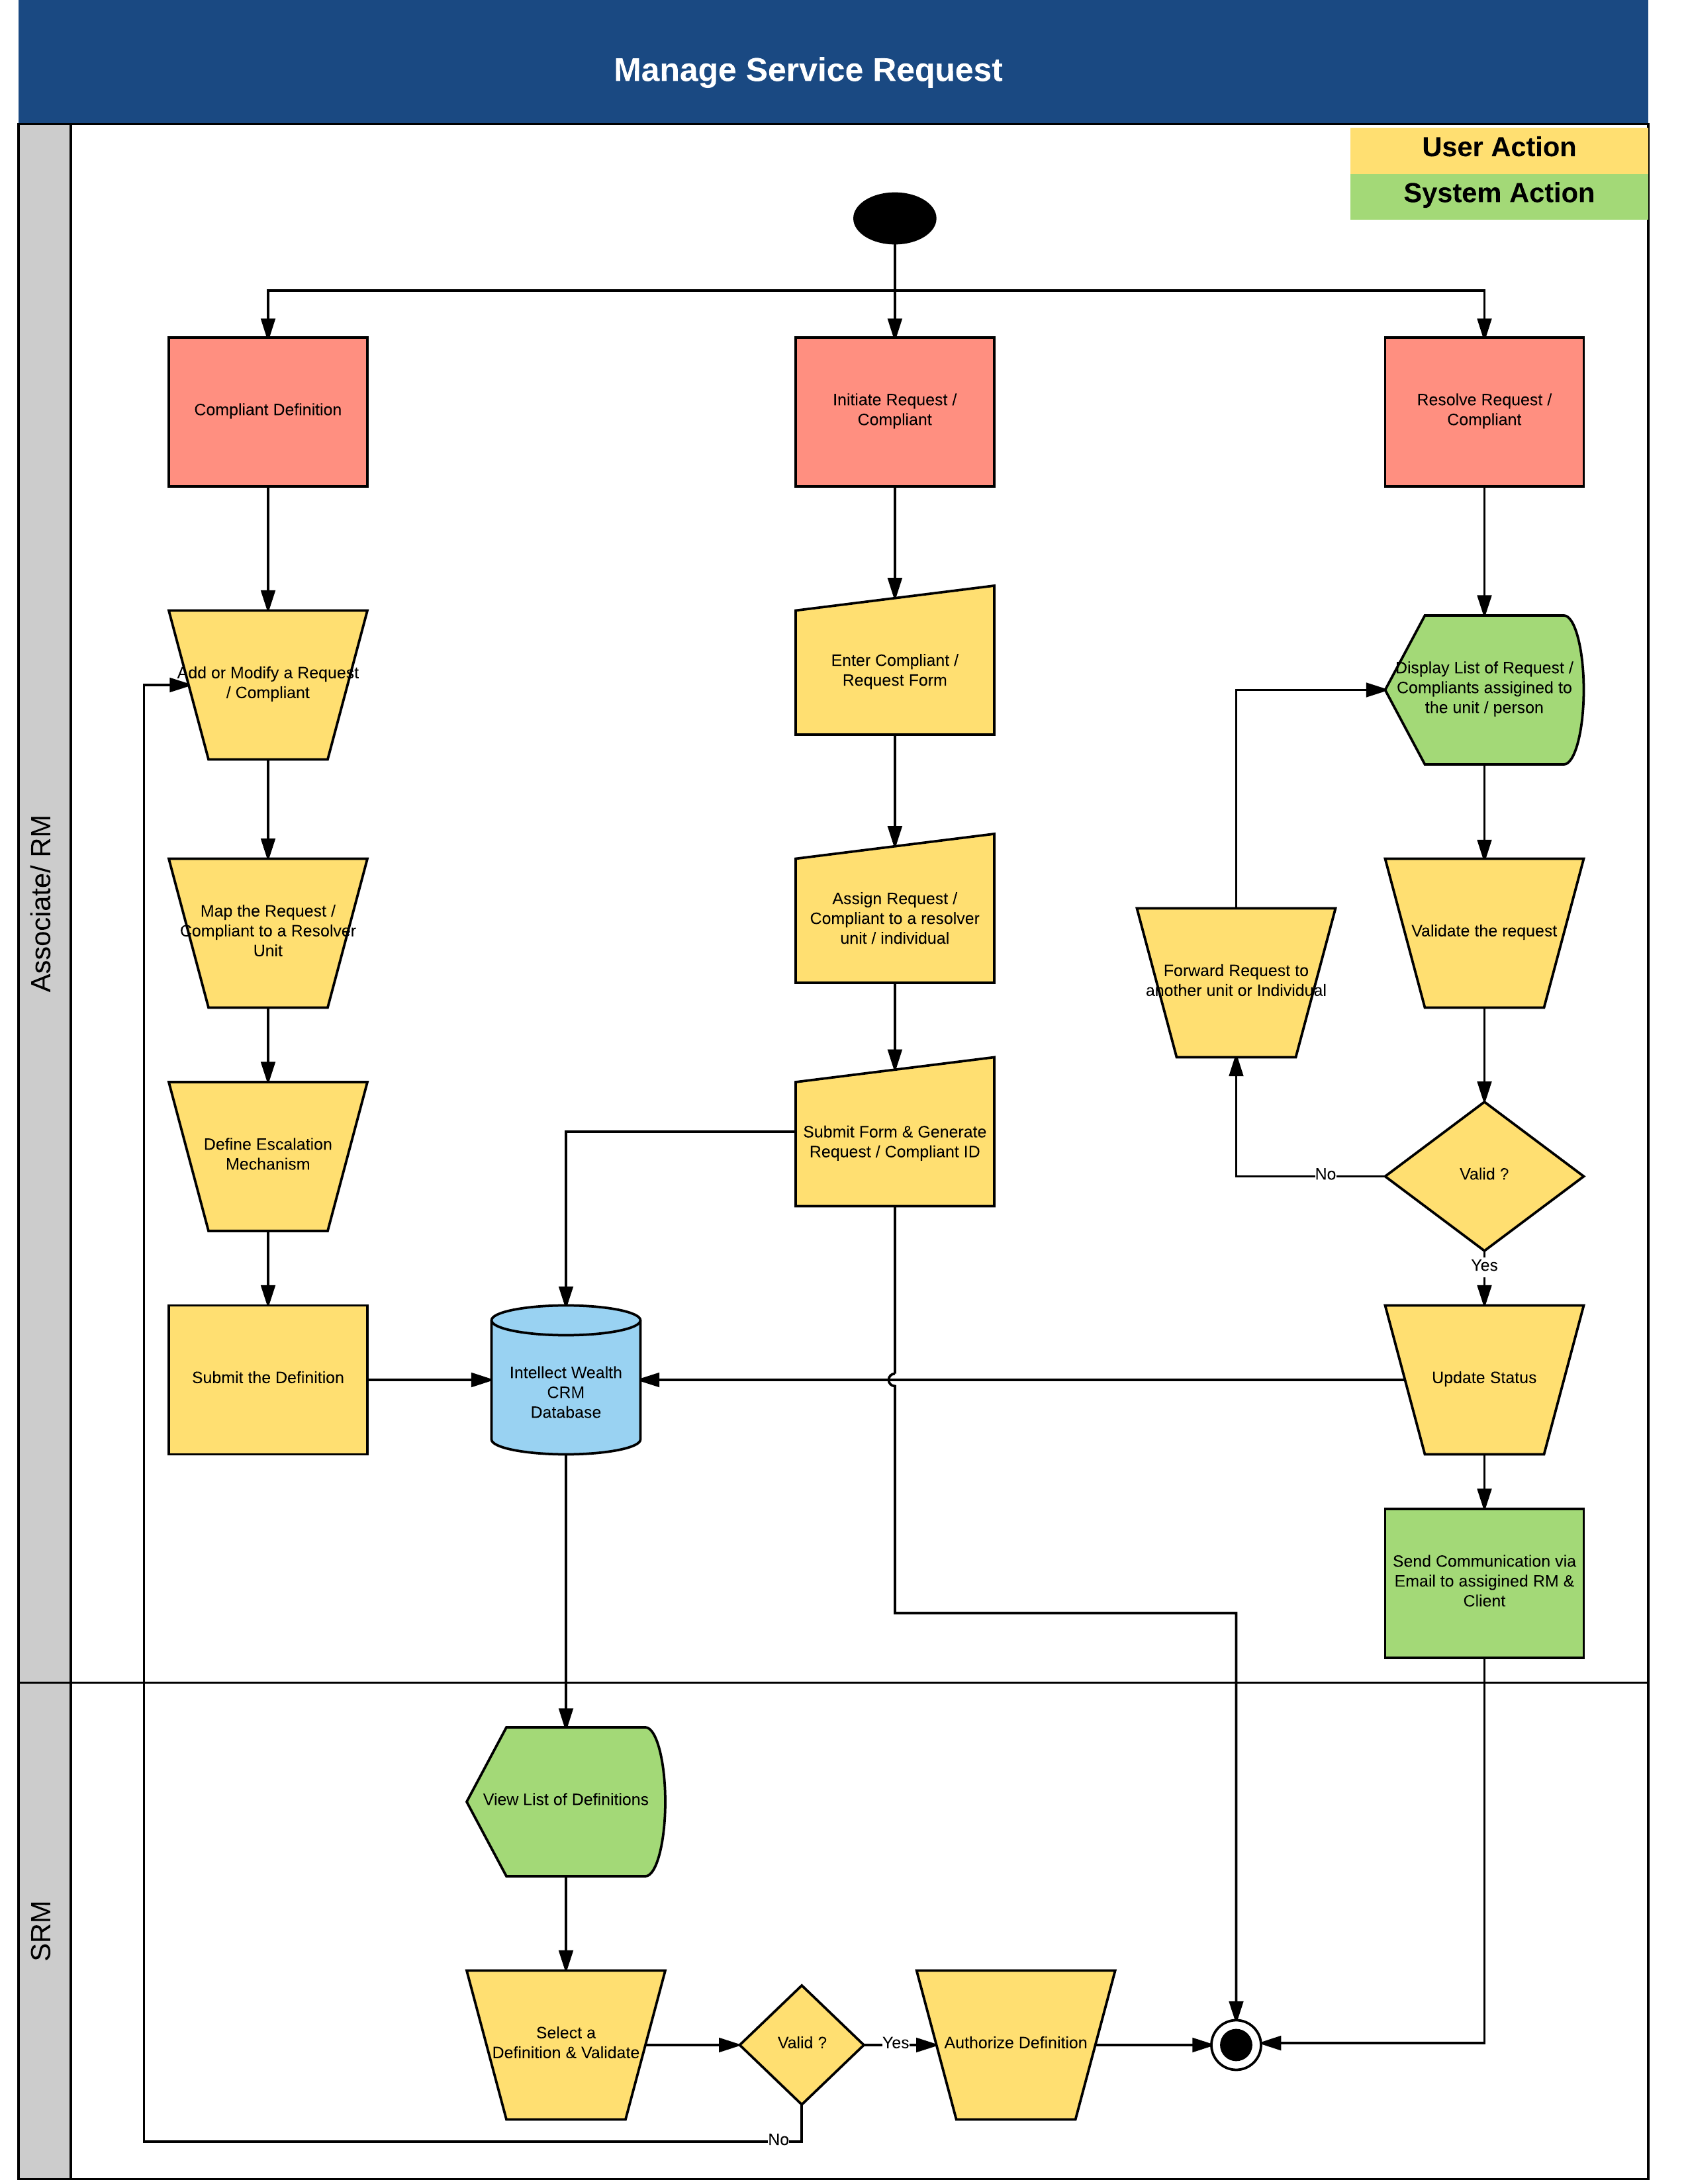 Manage Service Request
User Action
System Action
Associate/ RM
Compliant Definition
Initiate Request /
Compliant
Resolve Request /
Compliant
Add or Modify a Request
/ Compliant
Enter Compliant /
Request Form
Display List of Request /
Compliants assigined to
the unit / person
Map the Request /
Compliant to a Resolver
Unit
Assign Request /
Compliant to a resolver
unit / individual
Validate the request
Forward Request to
another unit or Individual
Define Escalation
Mechanism
Submit Form & Generate
Request / Compliant ID
Valid ?
No
Yes
Submit the Definition
Intellect Wealth
CRM
Database
Update Status
Send Communication via
Email to assigined RM &
Client
SRM
View List of Definitions
Select a
Definition & Validate
Valid ?
Yes
Authorize Definition
No